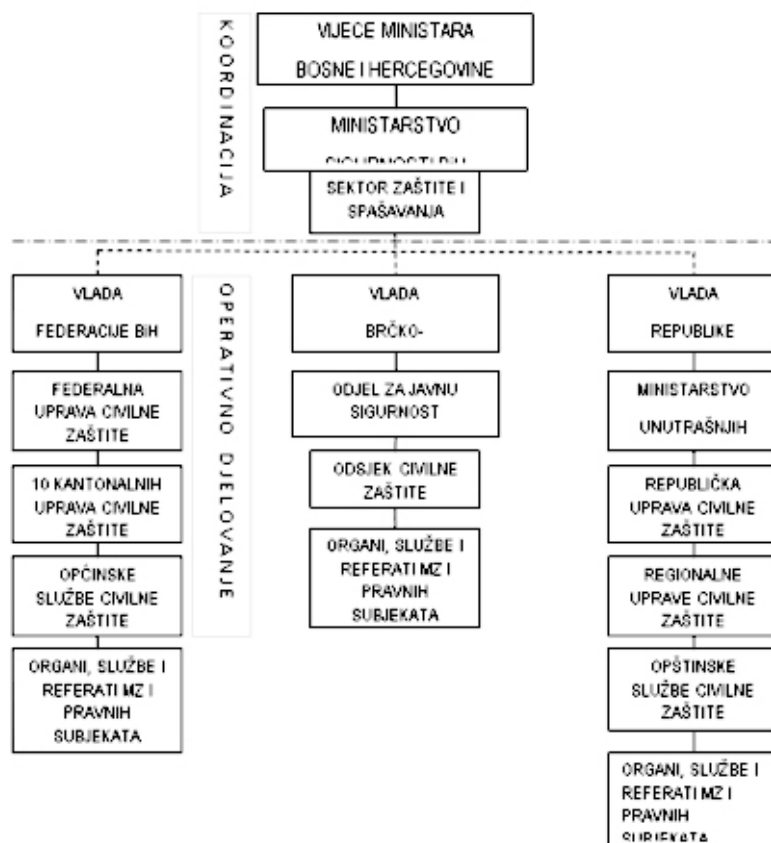 KOORDINACIJA
VIJECE MINISTARA
BOSNE I HERCEGOVINE
MINISTARSTVO
SIGURNOSTI BIH
SEKTOR ZAŠTITE I
SPAŠAVANJA
OPERATIVNO DJELOVANJE
VLADA
FEDERACIJE BIH
FEDERALNA
UPRAVA CIVILNE
ZAŠTITE
10 KANTONALNIH
UPRAVA CIVILNE
ZAŠTITE
OPĆINSKE
SLUŽBE CIVILNE
ZAŠTITE
ORGANI, SLUŽBE I
REFERATI MZ I
PRAVNIH
SUBJEKATA
VLADA
BRČKO-
ODJEL ZA JAVNU
SIGURNOST
ODSJEK CIVILNE
ZAŠTITE
ORGANI, SLUŽBE I
REFERATI MZ I
PRAVNIH
SUBJEKATA
VLADA
REPUBLIKE
MINISTARSTVO
UNUTRAŠNJIH
REPUBLIČKA
UPRAVA CIVILNE
ZAŠTITE
REGIONALNE
UPRAVE CIVILNE
ZAŠTITE
OPŠTINSKE
SLUŽBE CIVILNE
ZAŠTITE
ORGANI, SLUŽBE I
REFERATI MZ I
PRAVNIH
SUBJEKATA